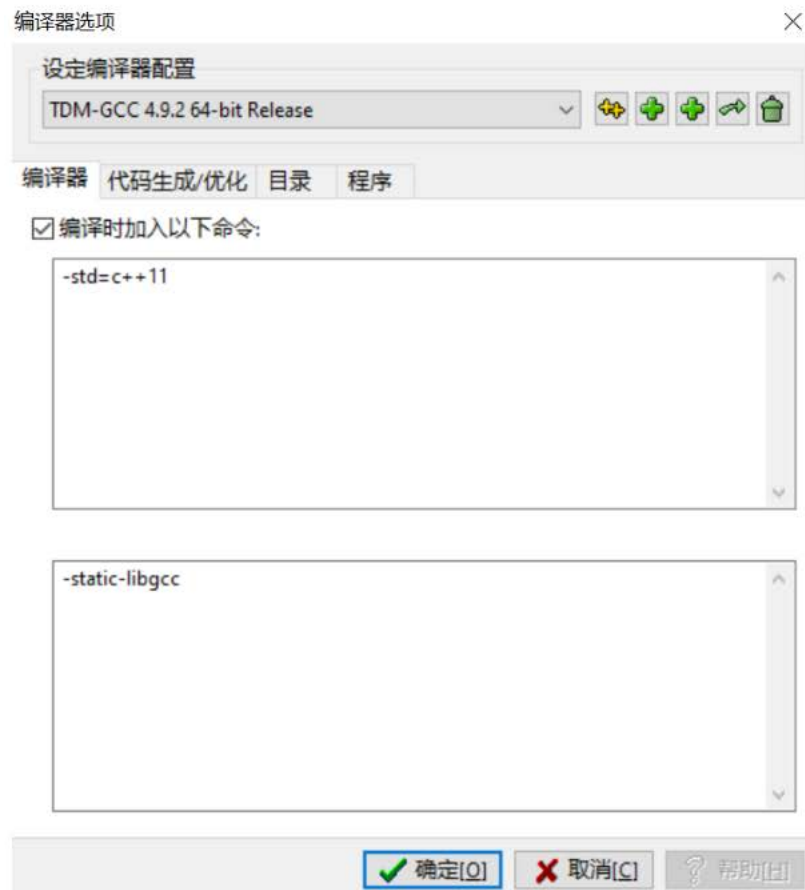 编译器选项
设定编译器配置
TDM-GCC 4.9.2 64-bit Release
编译器 代码生成/优化 目录 程序
编译时加入以下命令:
-std=c++11
-static-libgcc
确定[O] 取消[C] 帮助[H]